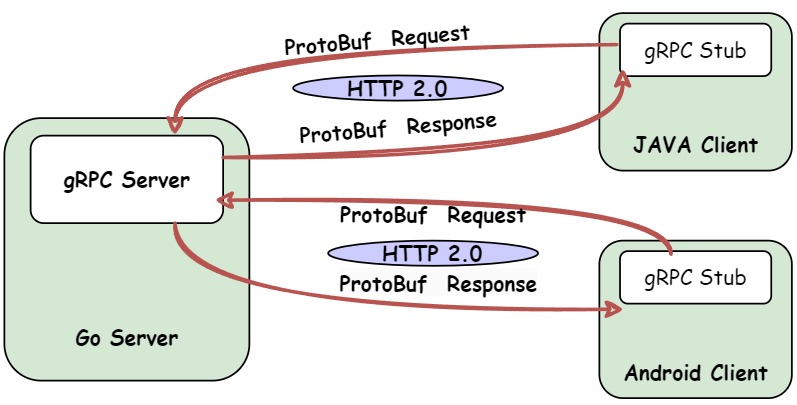 ProtoBuf Request
gRPC Stub
HTTP 2.0
ProtoBuf Response
JAVA Client
gRPC Server
ProtoBuf Request
HTTP 2.0
gRPC Stub
ProtoBuf Response
Go Server
Android Client